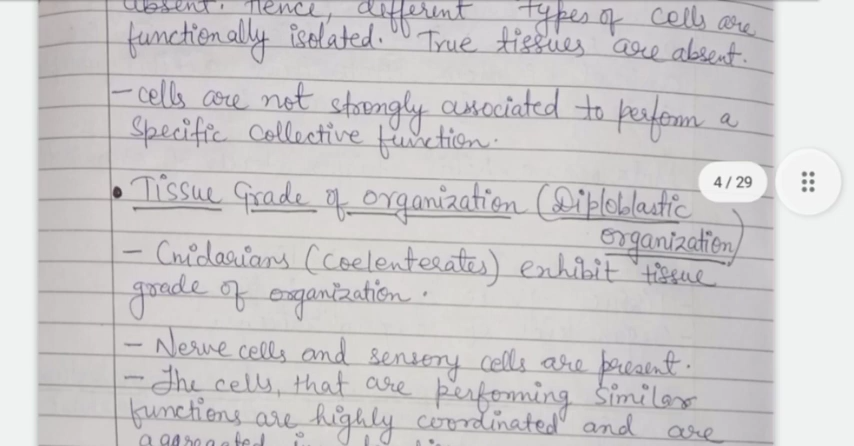 absent. Hence, different types of cells are
functionally isolated. True tissues are absent.
- cells are not strongly associated to perform a
Specific Collective function.
4 / 29
• Tissue Grade of organization (Diploblastic
organization)
- Cnidarians (Coelenterates) exhibit tissue
grade of organization.
- Nerve cells and sensory cells are present.
- The cells, that are performing Similar
functions are highly coordinated and are
aggregated